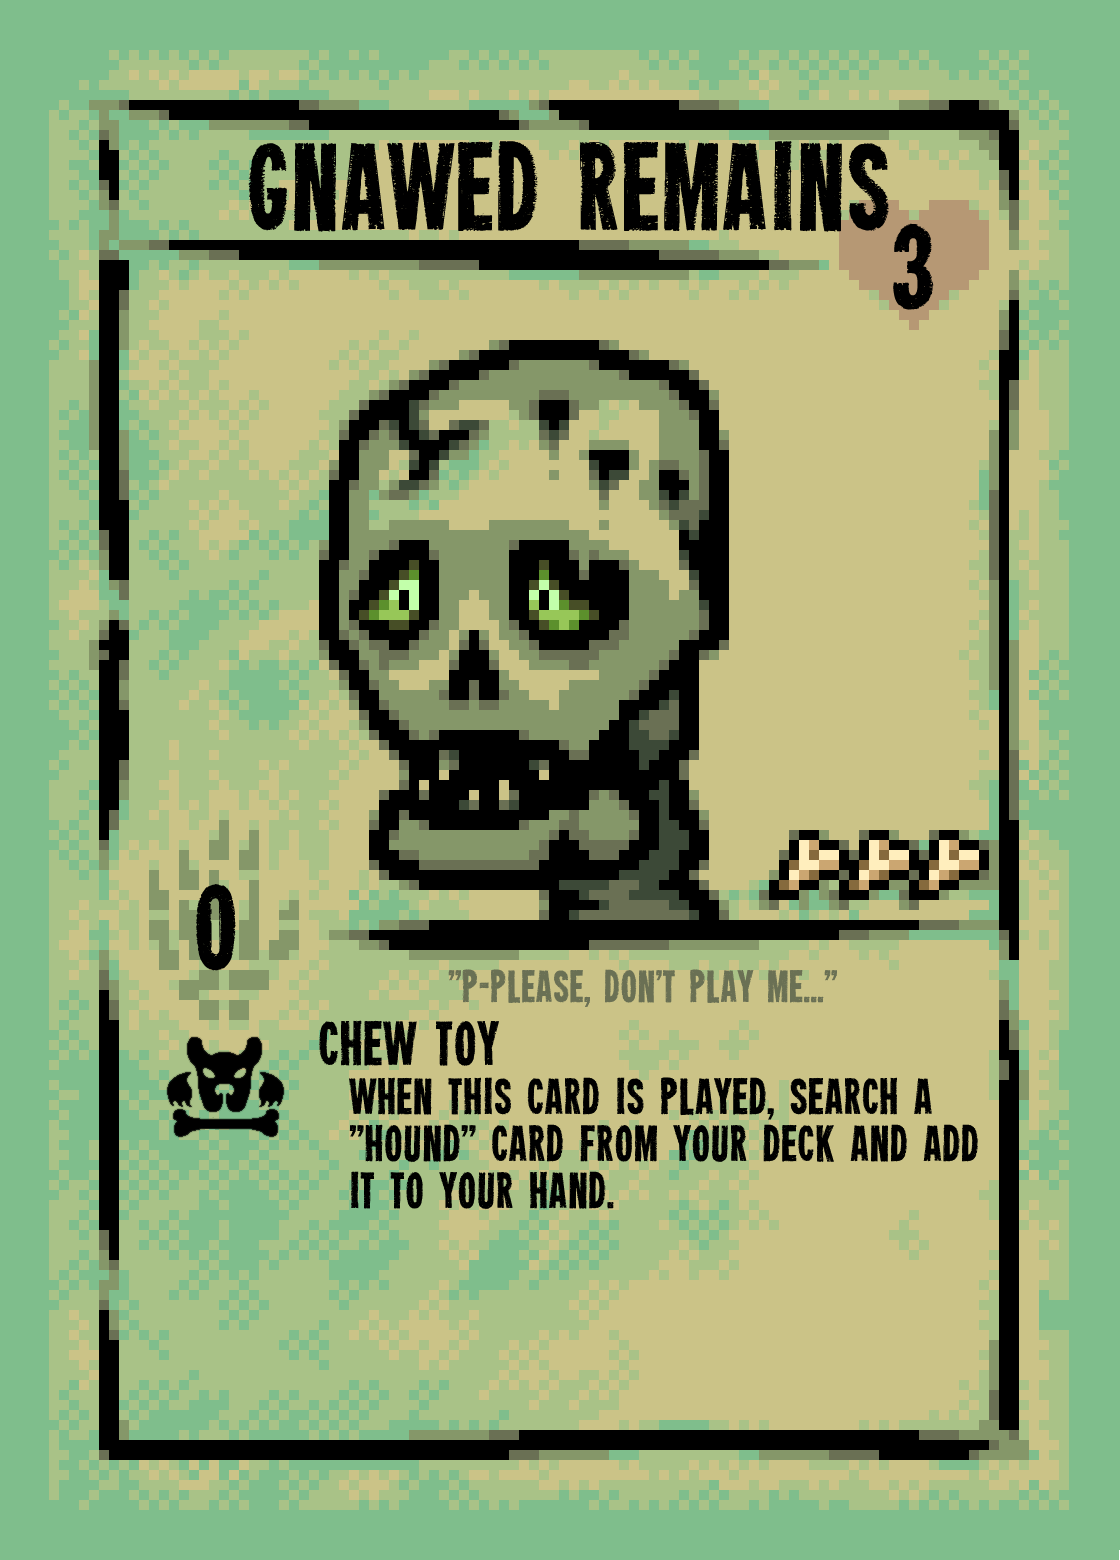 GNAWED REMAINS
3
0
"P-PLEASE, DON'T PLAY ME..."
CHEW TOY
WHEN THIS CARD IS PLAYED, SEARCH A
"HOUND" CARD FROM YOUR DECK AND ADD
IT TO YOUR HAND.